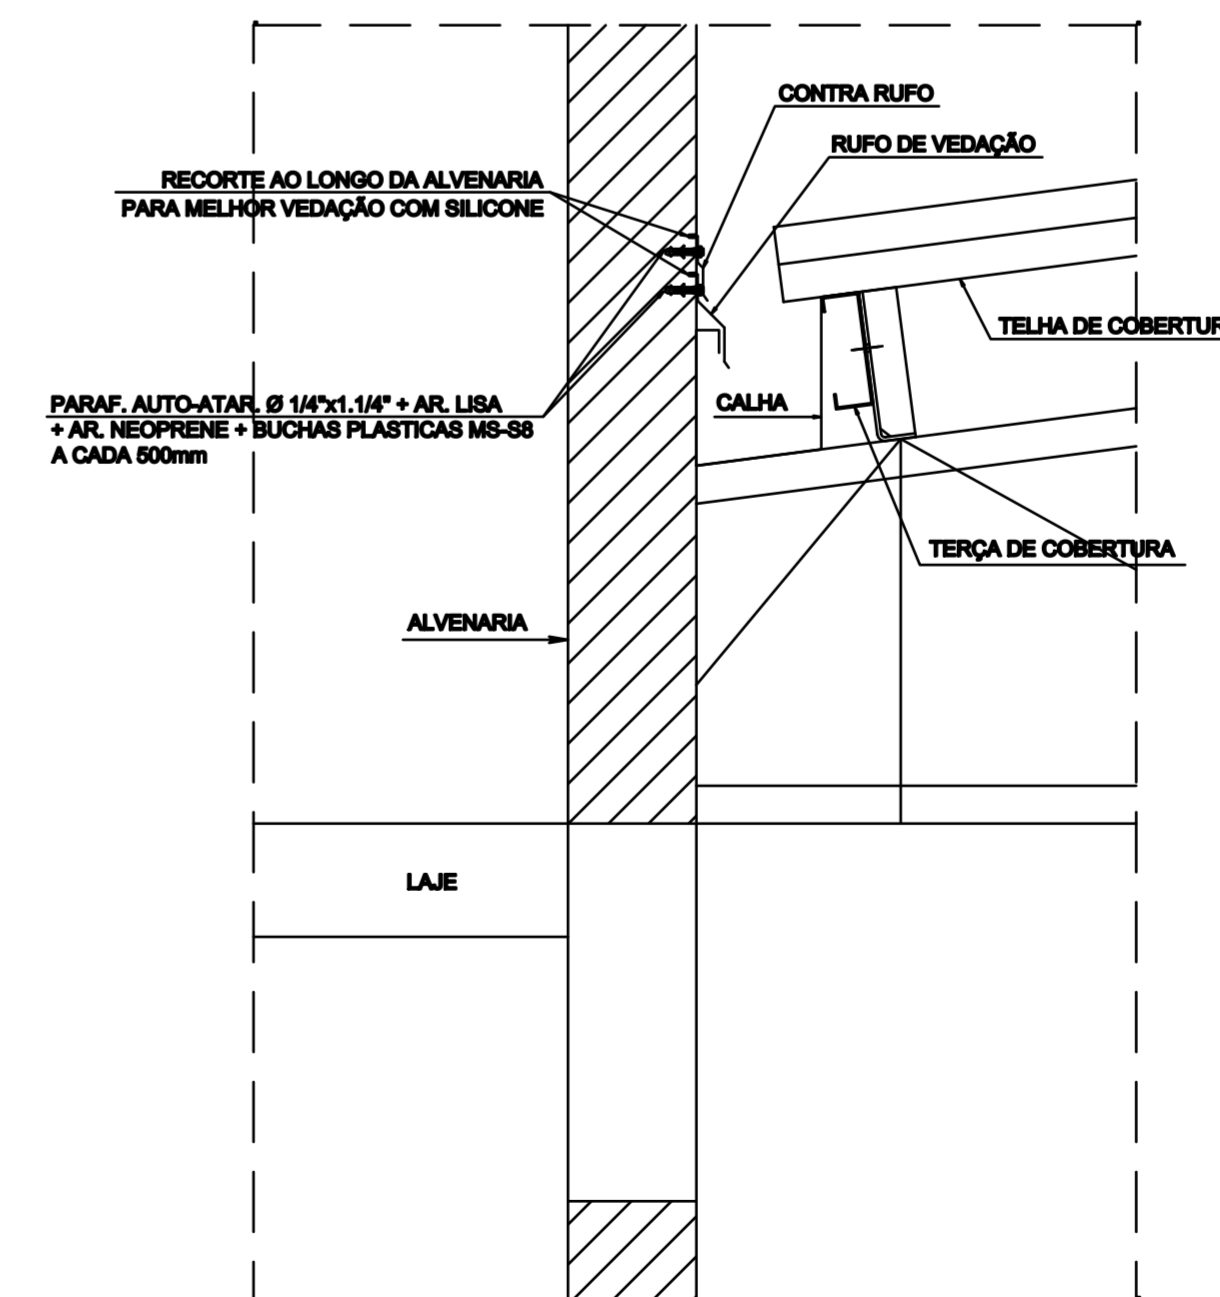 CONTRA RUFO
RUFO DE VEDAÇÃO
RECORTE AO LONGO DA ALVENARIA
PARA MELHOR VEDAÇÃO COM SILICONE
TELHA DE COBERTUR
PARAF. AUTO-ATAR. Ø 1/4"x1.1/4" + AR. LISA
+ AR. NEOPRENE + BUCHAS PLASTICAS MS-S8
A CADA 500mm
CALHA
TERÇA DE COBERTURA
ALVENARIA
LAJE